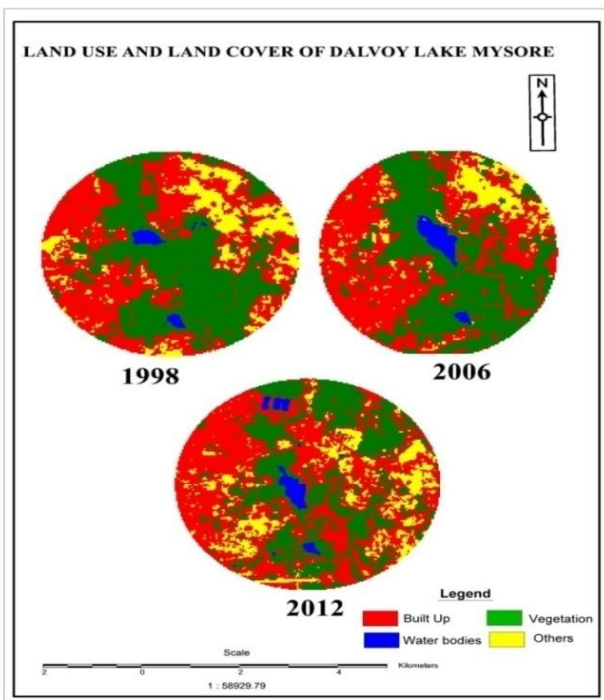 LAND USE AND LAND COVER OF DALVOY LAKE MYSORE
N
1998
2006
2012
Legend
Built Up
Vegetation
Water bodies
Others
Scale
2 0 2 4 Kilometers
1 : 58929.79